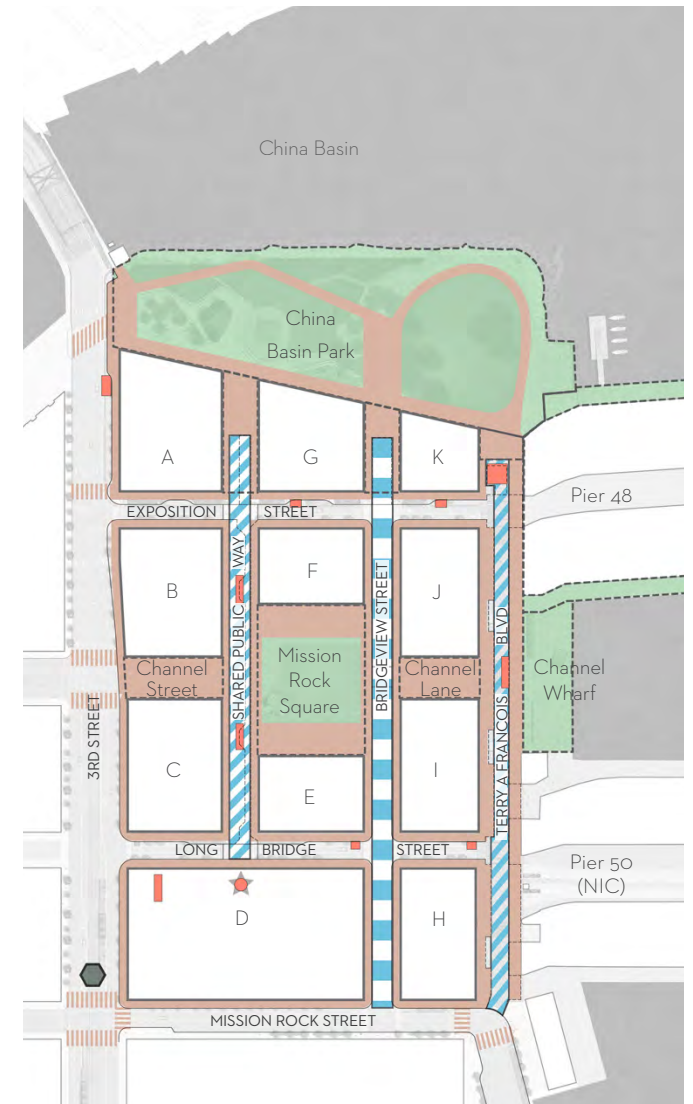 China Basin
China
Basin Park
A
G
K
Pier 48
EXPOSITION STREET
B
SHARED PUBLIC WAY
F
BRIDGEVIEW STREET
J
TERRY A FRANCOIS BLVD
Channel
Street
Mission
Rock
Square
Channel
Lane
Channel
Wharf
3RD STREET
C
E
I
LONG BRIDGE STREET
Pier 50
(NIC)
D
H
MISSION ROCK STREET